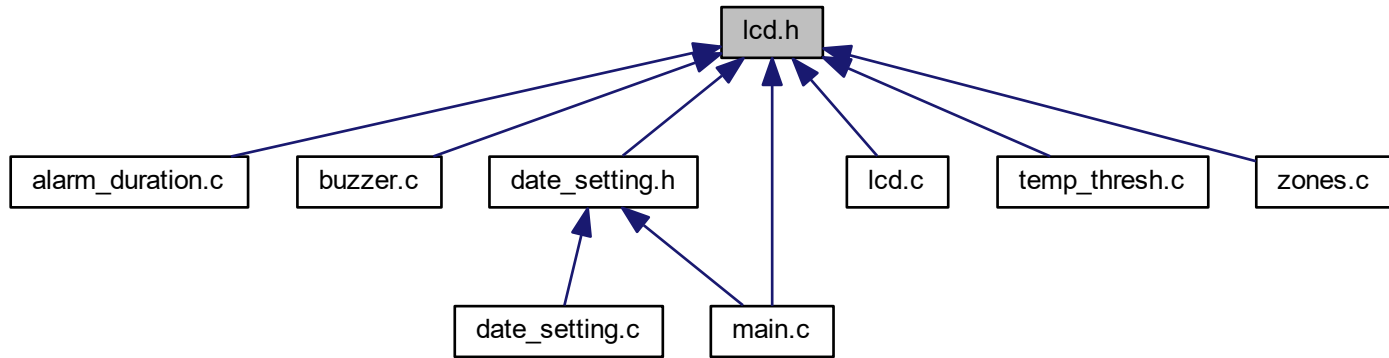 lcd.h
alarm_duration.c
buzzer.c
date_setting.h
lcd.c
temp_thresh.c
zones.c
date_setting.c
main.c